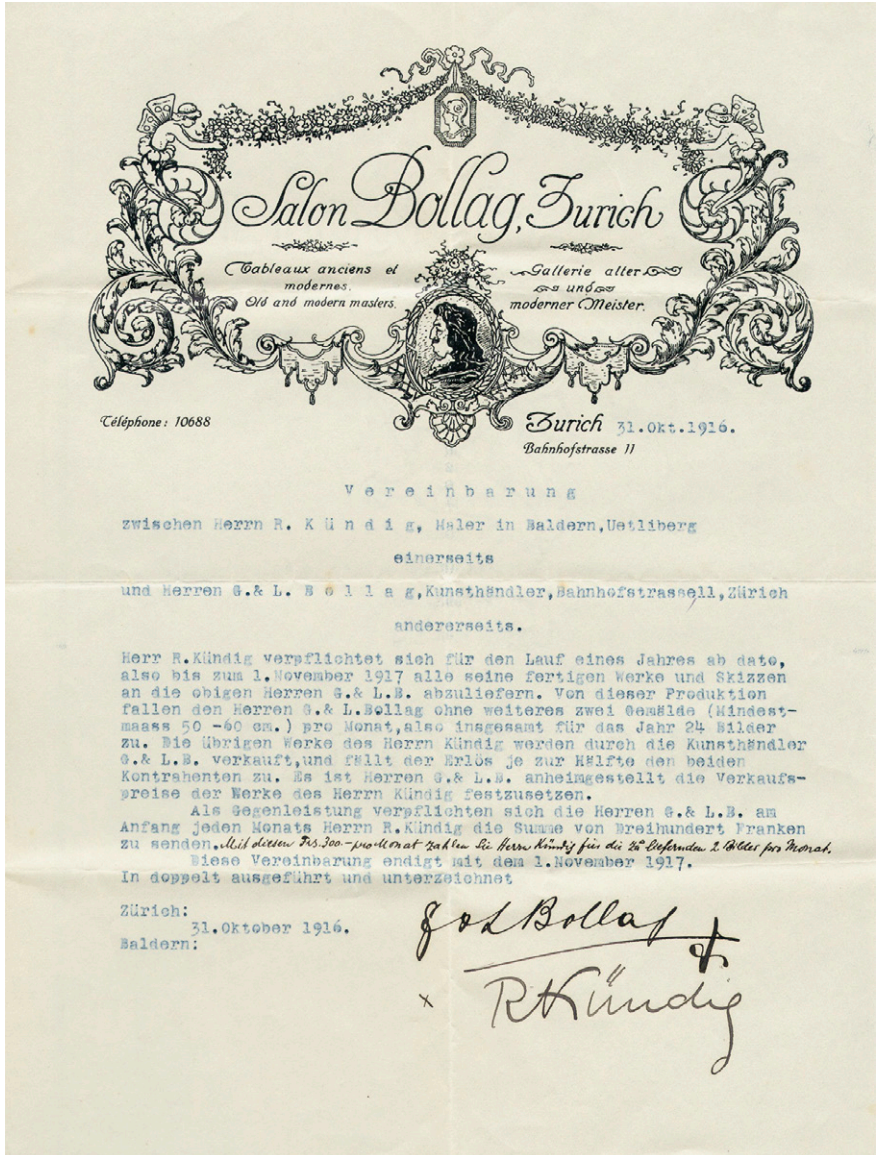 Salon Bollag, Zurich
Tableaux anciens et
modernes.
Old and modern masters.
Gallerie alter
und
moderner Meister.
Téléphone: 10688
Zurich 31.Okt.1916.
Bahnhofstrasse 11
V e r e i n b a r u n g
zwischen Herrn R. K ü n d i g, Maler in Baldern,Uetliberg
einerseits
und Herren G.& L. B o l l a g,Kunsthändler,Bahnhofstrassell,Zürich
andererseits.
Herr R.Kündig verpflichtet sich für den Lauf eines Jahres ab dato,
also bis zum 1.November 1917 alle seine fertigen Werke und Skizzen
an die obigen Herren G.& L.B. abzuliefern. Von dieser Produktion
fallen den Herren G.& L.Bollag ohne weiteres zwei Gemälde (Mindest-
maass 50 -60 cm.) pro Monat,also insgesamt für das Jahr 24 Bilder
zu. Die übrigen Werke des Herrn Kündig werden durch die Kunsthändler
G.& L.B. verkauft,und fällt der Erlös je zur Hälfte den beiden
Kontrahenten zu. Es ist Herren G.& L.B. anheimgestellt die Verkaufs-
preise der Werke des Herrn Kündig festzusetzen.
Als Gegenleistung verpflichten sich die Herren G.& L.B. am
Anfang jeden Monats Herrn R.Kündig die Summe von Dreihundert Franken
zu senden. Mit diesen Frs. 300.- pro Monat zahlen Sie Herrn Kündig für die zu liefernden 2 Bilder pro Monat.
Diese Vereinbarung endigt mit dem 1.November 1917.
In doppelt ausgeführt und unterzeichnet
Zürich:
31.Oktober 1916.
Baldern:
G & L Bollag
x RKündig